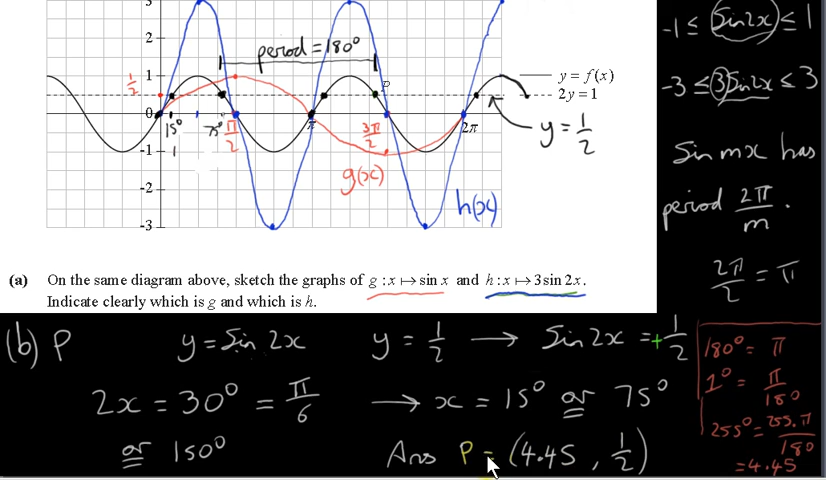 3
2
1
0
-1
-2
-3
1/2
period = 180°
y = f(x)
2y = 1
P
15°
75°
π/2
π
3π/2
2π
y = 1/2
g(x)
h(x)
(a) On the same diagram above, sketch the graphs of g : x ↦ sin x and h : x ↦ 3 sin 2x.
Indicate clearly which is g and which is h.
-1 ≤ Sin2x ≤ 1
-3 ≤ 3Sin2x ≤ 3
Sin mx has
period 2π/m.
2π/2 = π
(b) P y = Sin 2x y = 1/2 → Sin 2x = +1/2
2x = 30° = π/6 → x = 15° or 75°
or 150° Ans P = (4.45, 1/2)
180° = π
1° = π/180
255° = 255.π/180
= 4.45